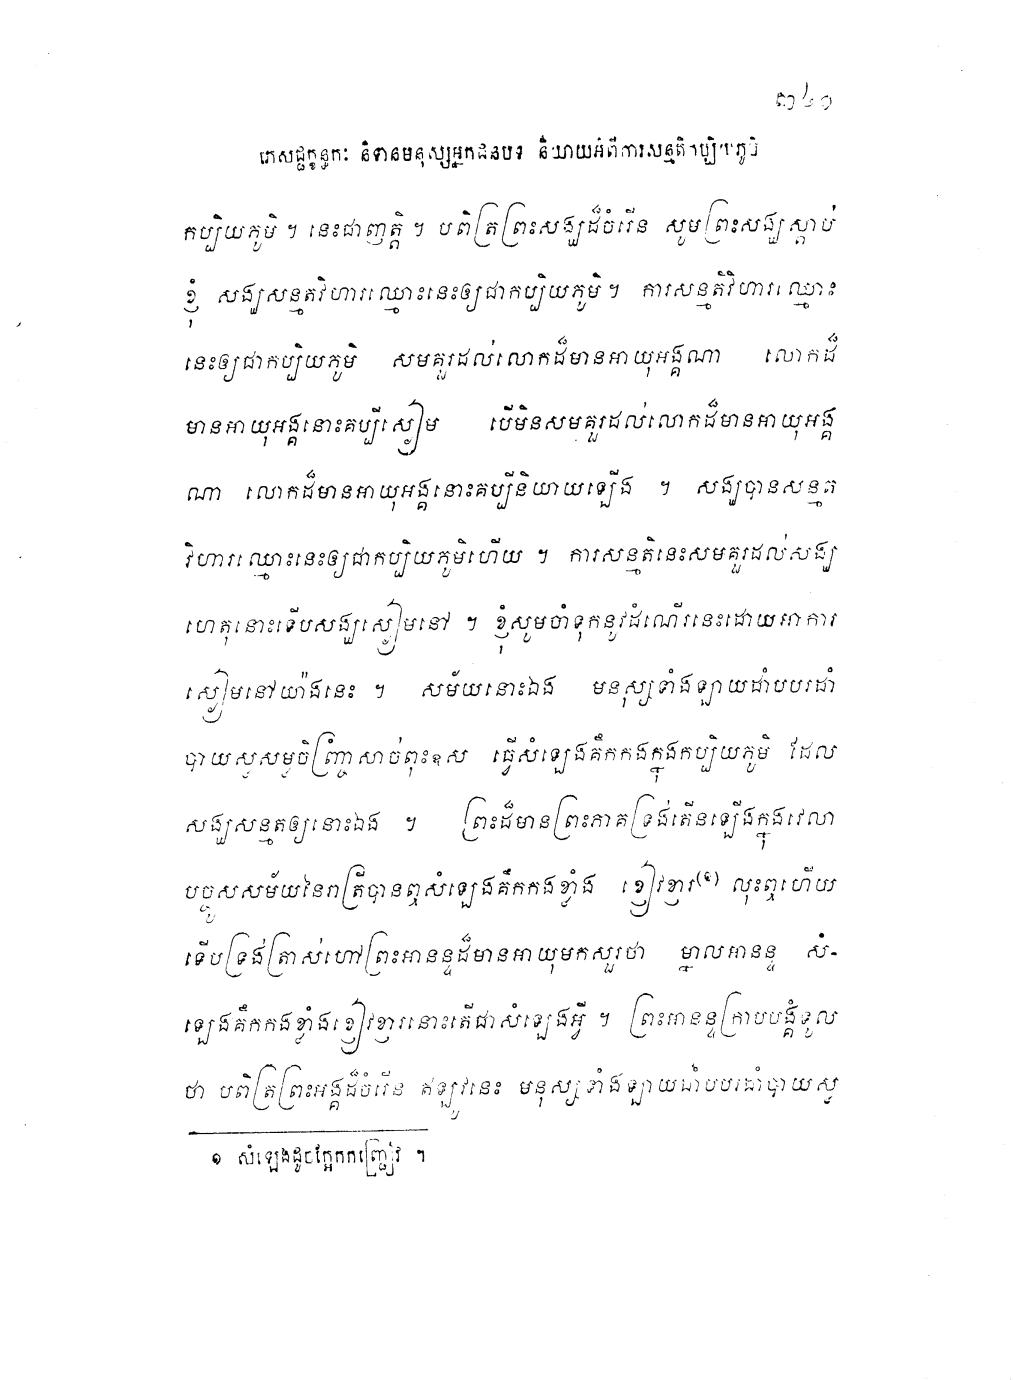 ៣៤១
ភេសជ្ជក្ខន្ធកៈ និទានមនុស្សអ្នកជនបទ និយាយអំពីការសន្មតិកប្បិយភូមិ
កប្បិយភូមិ ។ នេះជាញត្តិ ។ បពិត្រព្រះសង្ឃដ៏ចំរើន សូមព្រះសង្ឃស្តាប់
ខ្ញុំ សង្ឃសន្មតវិហារឈ្មោះនេះឲ្យជាកប្បិយភូមិ ។ ការសន្មតិវិហារឈ្មោះ
នេះឲ្យជាកប្បិយភូមិ សមគួរដល់លោកដ៏មានអាយុអង្គណា លោកដ៏
មានអាយុអង្គនោះគប្បីស្ងៀម បើមិនសមគួរដល់លោកដ៏មានអាយុអង្គ
ណា លោកដ៏មានអាយុអង្គនោះគប្បីនិយាយឡើង ។ សង្ឃបានសន្មត
វិហារឈ្មោះនេះឲ្យជាកប្បិយភូមិហើយ ។ ការសន្មតិនេះសមគួរដល់សង្ឃ
ហេតុនោះទើបសង្ឃស្ងៀមនៅ ។ ខ្ញុំសូមចាំទុកនូវដំណើរនេះដោយអាការ
ស្ងៀមនៅយ៉ាងនេះ ។ សម័យនោះឯង មនុស្សទាំងឡាយដាំបបរដាំ
បាយស្ងសម្លចិញ្ច្រាំសាច់ពុះឧស ធ្វើសំឡេងគឹកកងក្នុងកប្បិយភូមិ ដែល
សង្ឃសន្មតឲ្យនោះឯង ។ ព្រះដ៏មានព្រះភាគទ្រង់តើនឡើងក្នុងវេលា
បច្ចូសសម័យនៃរាត្រីបានឮសំឡេងគឹកកងខ្លាំង ខ្ញៀវខ្ញារ(១) លុះឮហើយ
ទើបទ្រង់ត្រាស់ហៅព្រះអានន្ទដ៏មានអាយុមកសួរថា ម្នាលអានន្ទ សំ-
ឡេងគឹកកងខ្លាំងខ្ញៀវខ្ញារនោះតើជាសំឡេងអ្វី ។ ព្រះអានន្ទក្រាបបង្គំទូល
ថា បពិត្រព្រះអង្គដ៏ចំរើន ឥឡូវនេះ មនុស្សទាំងឡាយដាំបបរដាំបាយស្ង
១ សំឡេងដូចក្អែកកញ្ជ្រៀវ ។